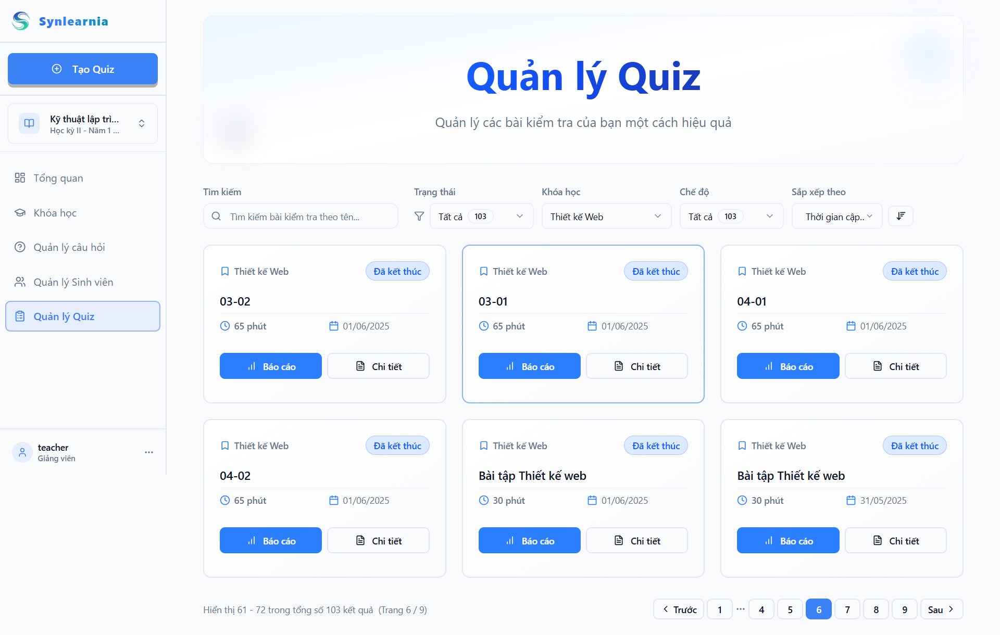 Synlearnia
Tạo Quiz
Kỹ thuật lập trì...
Học kỳ II - Năm 1 ...
Tổng quan
Khóa học
Quản lý câu hỏi
Quản lý Sinh viên
Quản lý Quiz
teacher
Giảng viên
Quản lý Quiz
Quản lý các bài kiểm tra của bạn một cách hiệu quả
Tìm kiếm Trạng thái Khóa học Chế độ Sắp xếp theo
Tìm kiếm bài kiểm tra theo tên... Tất cả 103 Thiết kế Web Tất cả 103 Thời gian cập..
Thiết kế Web Đã kết thúc
03-02
65 phút 01/06/2025
Báo cáo Chi tiết
Thiết kế Web Đã kết thúc
03-01
65 phút 01/06/2025
Báo cáo Chi tiết
Thiết kế Web Đã kết thúc
04-01
65 phút 01/06/2025
Báo cáo Chi tiết
Thiết kế Web Đã kết thúc
04-02
65 phút 01/06/2025
Báo cáo Chi tiết
Thiết kế Web Đã kết thúc
Bài tập Thiết kế web
30 phút 01/06/2025
Báo cáo Chi tiết
Thiết kế Web Đã kết thúc
Bài tập Thiết kế web
30 phút 31/05/2025
Báo cáo Chi tiết
Hiển thị 61 - 72 trong tổng số 103 kết quả (Trang 6 / 9)
Trước 1 ... 4 5 6 7 8 9 Sau